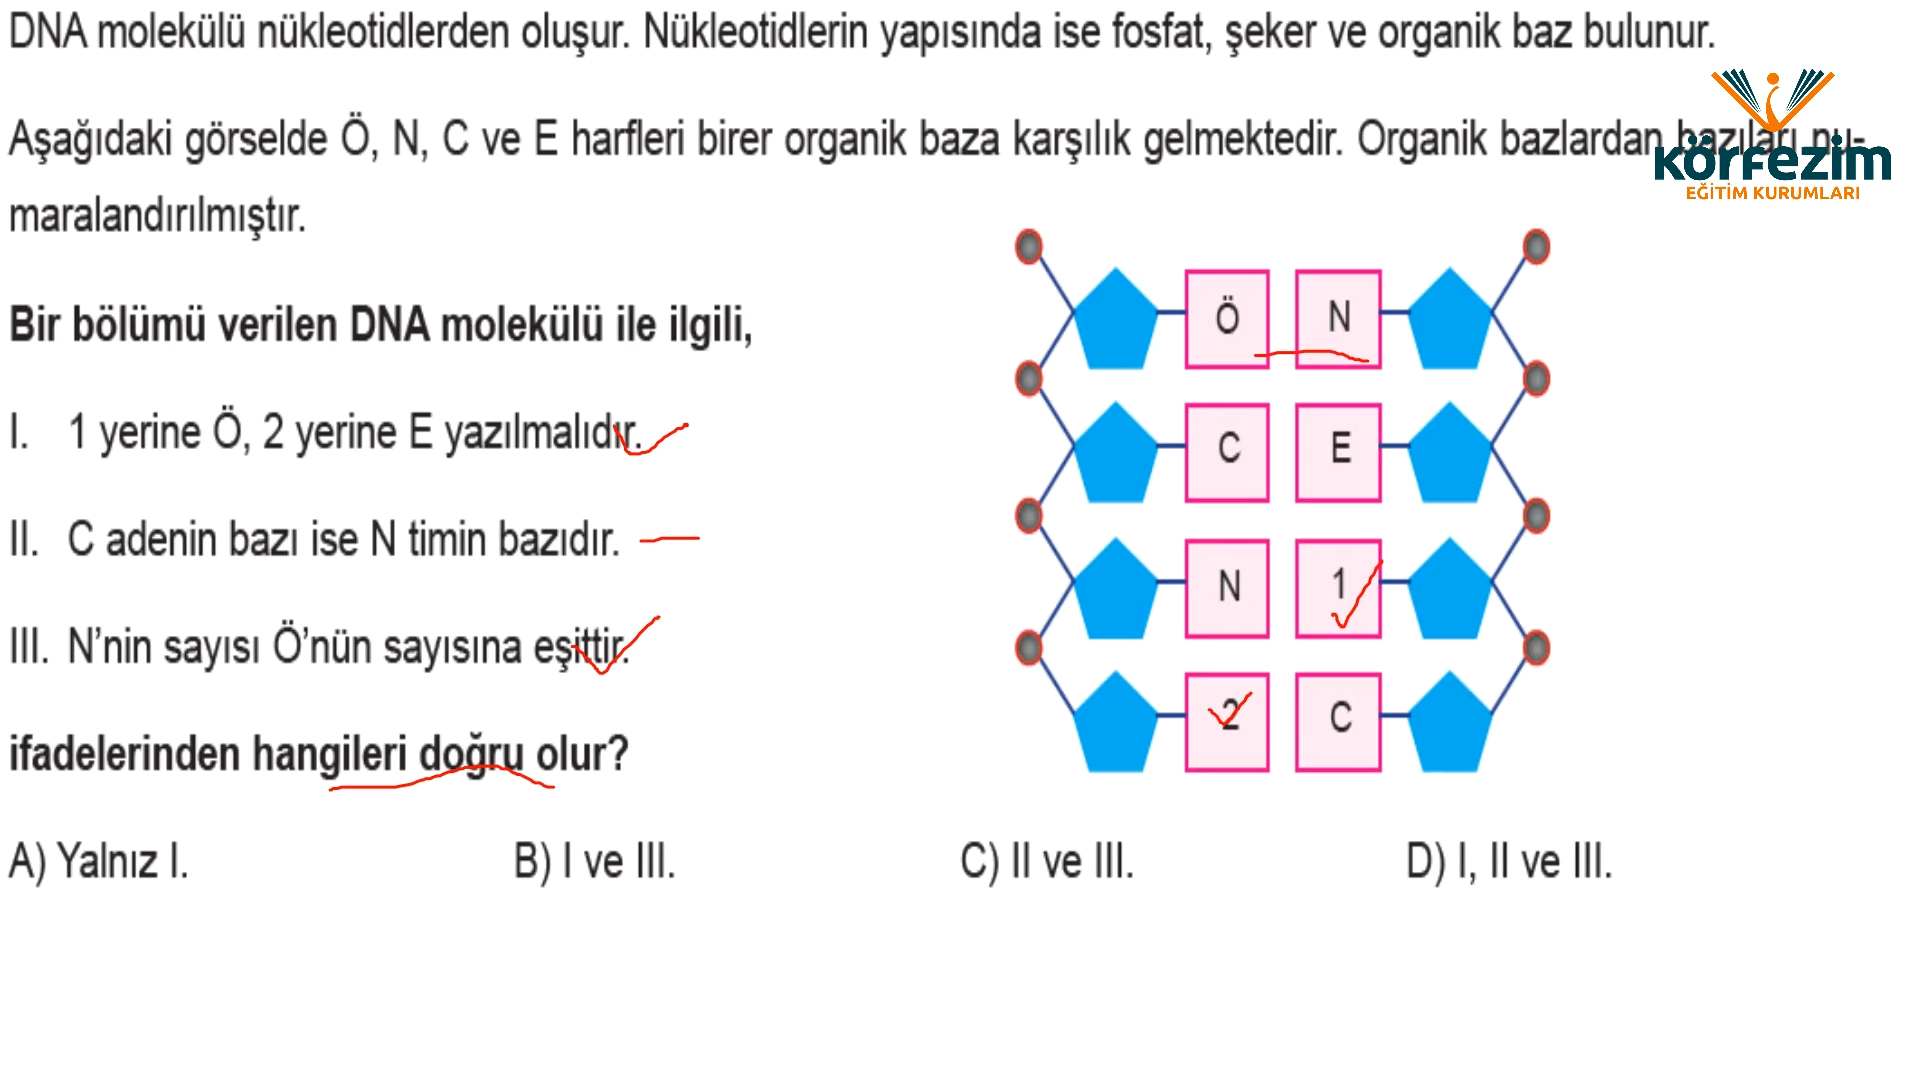 DNA molekülü nükleotidlerden oluşur. Nükleotidlerin yapısında ise fosfat, şeker ve organik baz bulunur.
Aşağıdaki görselde Ö, N, C ve E harfleri birer organik baza karşılık gelmektedir. Organik bazlardan bazıları nu-
maralandırılmıştır.
körfezim
EĞİTİM KURUMLARI
Bir bölümü verilen DNA molekülü ile ilgili,
I. 1 yerine Ö, 2 yerine E yazılmalıdır.
II. C adenin bazı ise N timin bazıdır.
III. N’nin sayısı Ö’nün sayısına eşittir.
ifadelerinden hangileri doğru olur?
Ö N
C E
N 1
2 C
A) Yalnız I. B) I ve III. C) II ve III. D) I, II ve III.